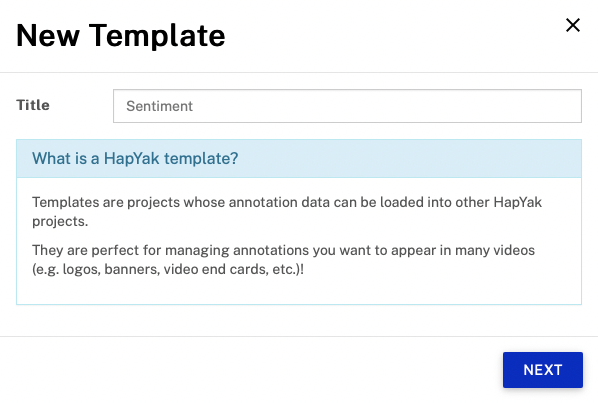 New Template
Title
Sentiment
What is a HapYak template?
Templates are projects whose annotation data can be loaded into other HapYak
projects.
They are perfect for managing annotations you want to appear in many videos
(e.g. logos, banners, video end cards, etc.)!
NEXT